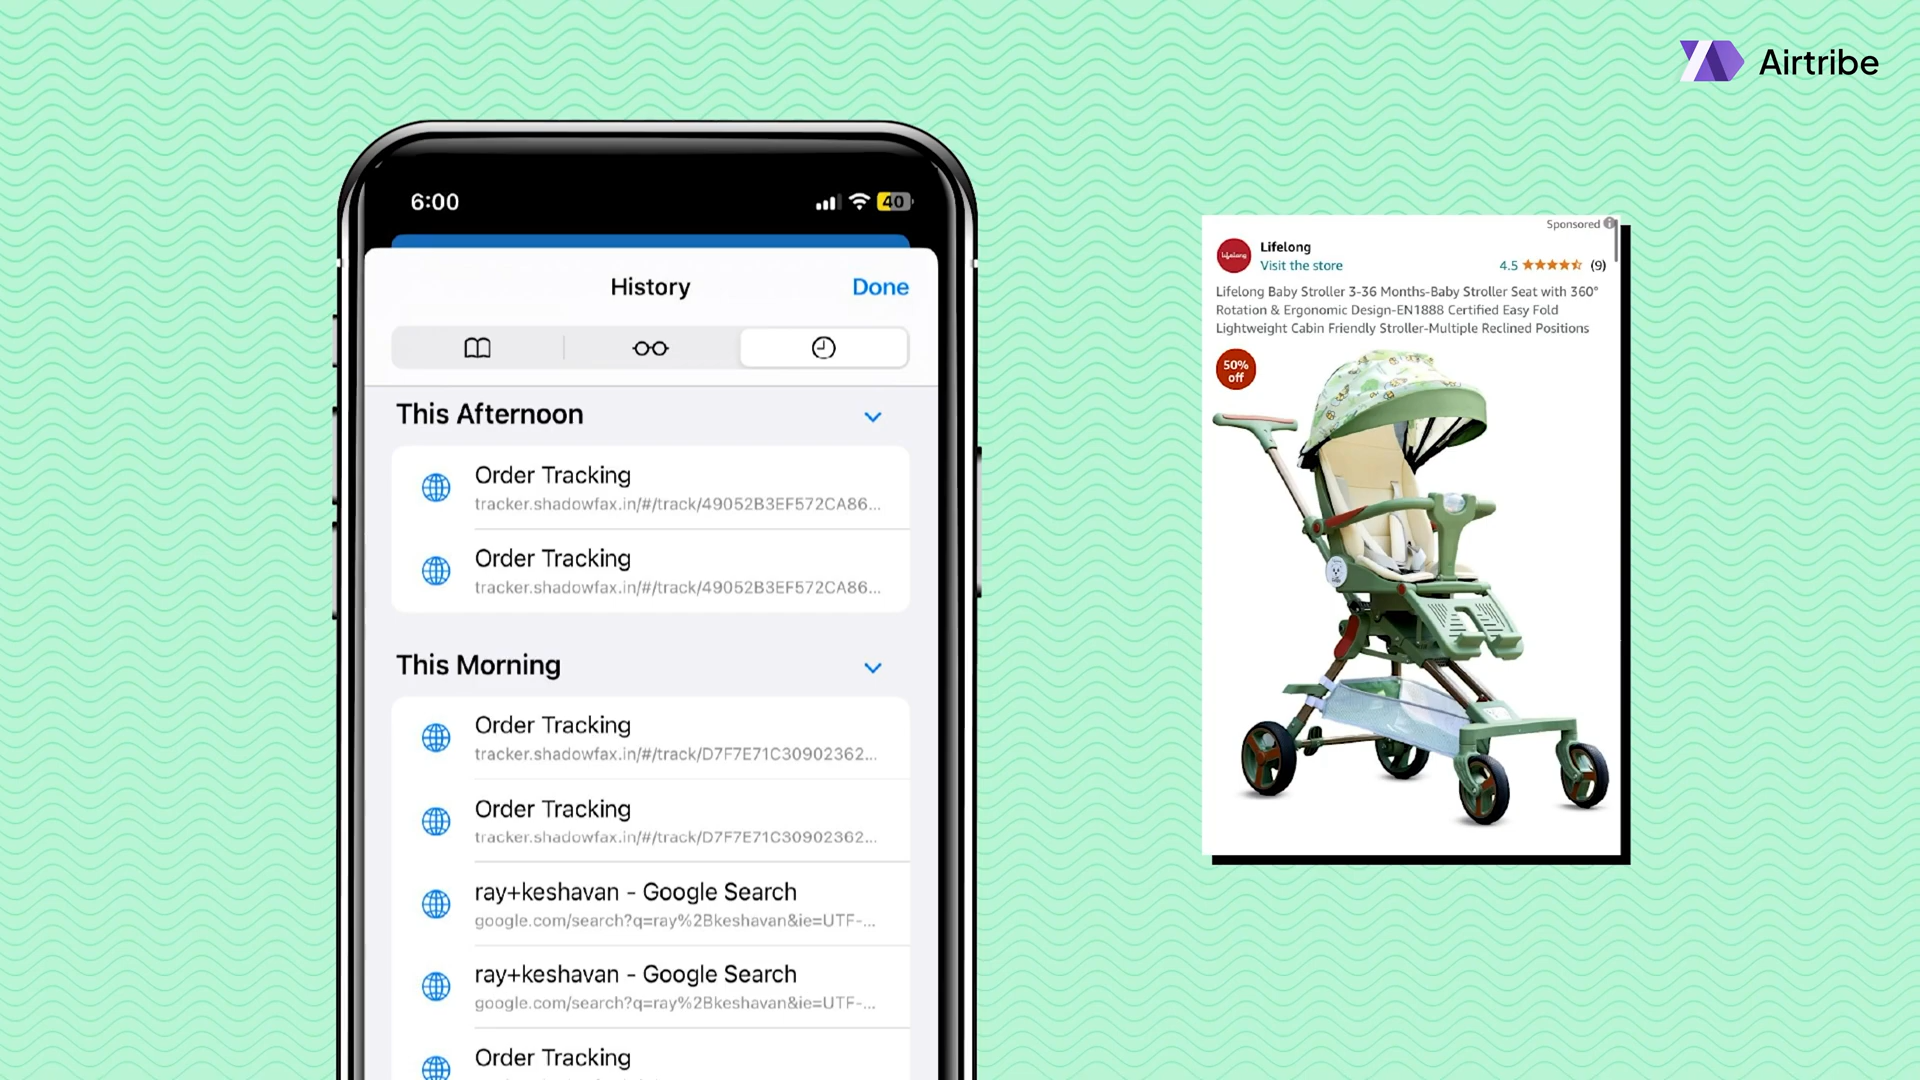 Airtribe
6:00
40
History
Done
This Afternoon
Order Tracking
tracker.shadowfax.in/#/track/49052B3EF572CA86...
Order Tracking
tracker.shadowfax.in/#/track/49052B3EF572CA86...
This Morning
Order Tracking
tracker.shadowfax.in/#/track/D7F7E71C30902362...
Order Tracking
tracker.shadowfax.in/#/track/D7F7E71C30902362...
ray+keshavan - Google Search
google.com/search?q=ray%2Bkeshavan&ie=UTF-...
ray+keshavan - Google Search
google.com/search?q=ray%2Bkeshavan&ie=UTF-...
Order Tracking
Sponsored
lifelong
Lifelong
Visit the store
4.5
(9)
Lifelong Baby Stroller 3-36 Months-Baby Stroller Seat with 360°
Rotation & Ergonomic Design-EN1888 Certified Easy Fold
Lightweight Cabin Friendly Stroller-Multiple Reclined Positions
50%
off